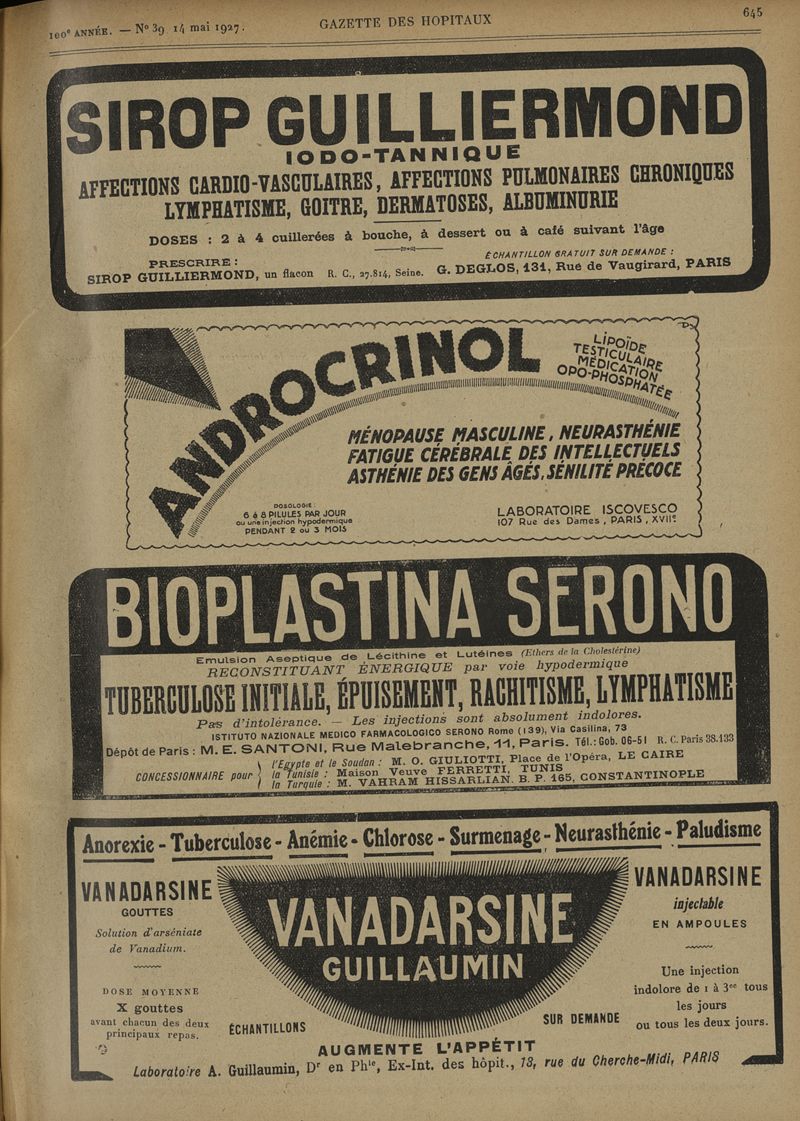 100e ANNÉE. — No 39 14 mai 1927.
GAZETTE DES HOPITAUX
645
SIROP GUILLIERMOND
IODO-TANNIQUE
AFFECTIONS CARDIO-VASCULAIRES, AFFECTIONS PULMONAIRES CHRONIQUES
LYMPHATISME, GOITRE, DERMATOSES, ALBUMINURIE
DOSES : 2 à 4 cuillerées à bouche, à dessert ou à café suivant l'âge
PRESCRIRE :
SIROP GUILLIERMOND, un flacon R. C., 27.814, Seine.
ÉCHANTILLON GRATUIT SUR DEMANDE :
G. DEGLOS, 131, Rue de Vaugirard, PARIS
ANDROCRINOL
LIPOÏDE
TESTICULAIRE
MÉDICATION
OPO-PHOSPHATÉE
MÉNOPAUSE MASCULINE, NEURASTHÉNIE
FATIGUE CÉRÉBRALE DES INTELLECTUELS
ASTHÉNIE DES GENS ÂGÉS, SÉNILITÉ PRÉCOCE
POSOLOGIE :
6 à 8 PILULES PAR JOUR
ou une injection hypodermique
PENDANT 2 ou 3 MOIS
LABORATOIRE ISCOVESCO
107 Rue des Dames, PARIS, XVIIe
BIOPLASTINA SERONO
Emulsion Aseptique de Lécithine et Lutéines (Ethers de la Cholestérine)
RECONSTITUANT ÉNERGIQUE par voie hypodermique
TUBERCULOSE INITIALE, ÉPUISEMENT, RACHITISME, LYMPHATISME
Pas d'intolérance. — Les injections sont absolument indolores.
ISTITUTO NAZIONALE MEDICO FARMACOLOGICO SERONO Rome (139), Via Casilina, 73
Dépôt de Paris : M. E. SANTONI, Rue Malebranche, 11, Paris. Tél.: Gob. 06-51 R. C. Paris 38.133
CONCESSIONNAIRE pour { l'Egypte et le Soudan : M. O. GIULIOTTI, Place de l'Opéra, LE CAIRE
la Tunisie : Maison Veuve FERRETTI, TUNIS
la Turquie : M. VAHRAM HISSARLIAN. B. P. 165, CONSTANTINOPLE
Anorexie - Tuberculose - Anémie - Chlorose - Surmenage - Neurasthénie - Paludisme
VANADARSINE
GOUTTES
Solution d'arséniate
de Vanadium.
DOSE MOYENNE
X gouttes
avant chacun des deux
principaux repas.
VANADARSINE
GUILLAUMIN
ÉCHANTILLONS
SUR DEMANDE
VANADARSINE
injectable
EN AMPOULES
Une injection
indolore de 1 à 3cc tous
les jours
ou tous les deux jours.
AUGMENTE L'APPÉTIT
Laboratoire A. Guillaumin, Dr en Phie, Ex-Int. des hôpit., 13, rue du Cherche-Midi, PARIS